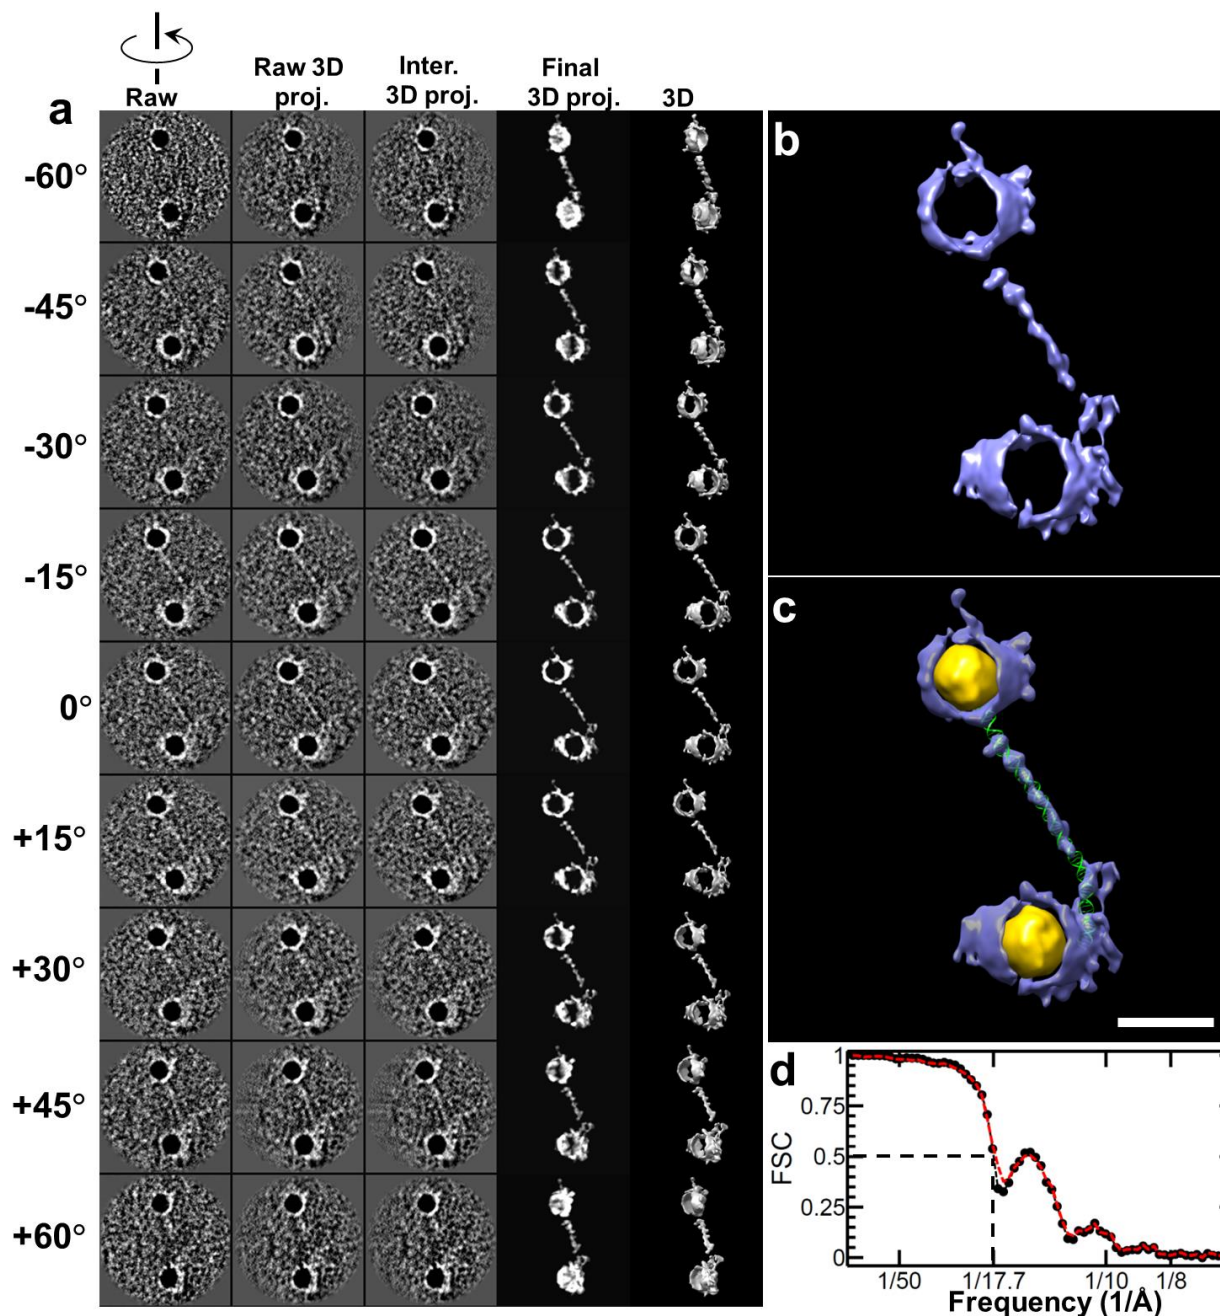 a
Raw
Raw 3D
proj.
Inter.
3D proj.
Final
3D proj.
3D
-60°
-45°
-30°
-15°
0°
+15°
+30°
+45°
+60°
b
c
d
1
0.75
0.5
0.25
0
FSC
1/50
1/17.7
1/10
1/8
Frequency (1/Å)